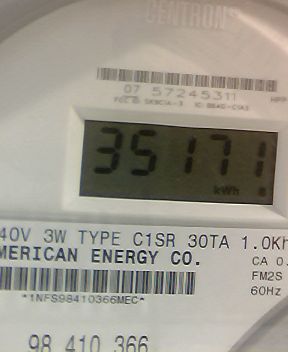 CENTRON
07 57245311
35171
kWh
40V 3W TYPE C1SR 30TA 1.0Kh
MERICAN ENERGY CO.
CA 0.
FM2S
60Hz
*1NFS98410366MEC*
98 410 366